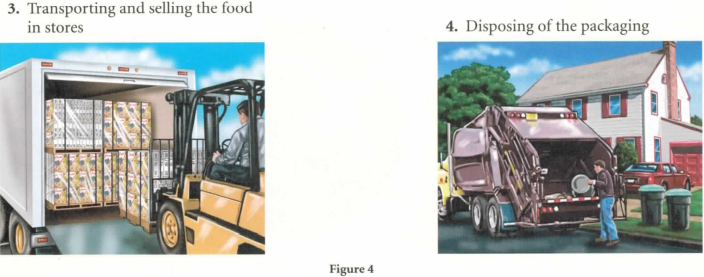 3. Transporting and selling the food
in stores
4. Disposing of the packaging
Figure 4